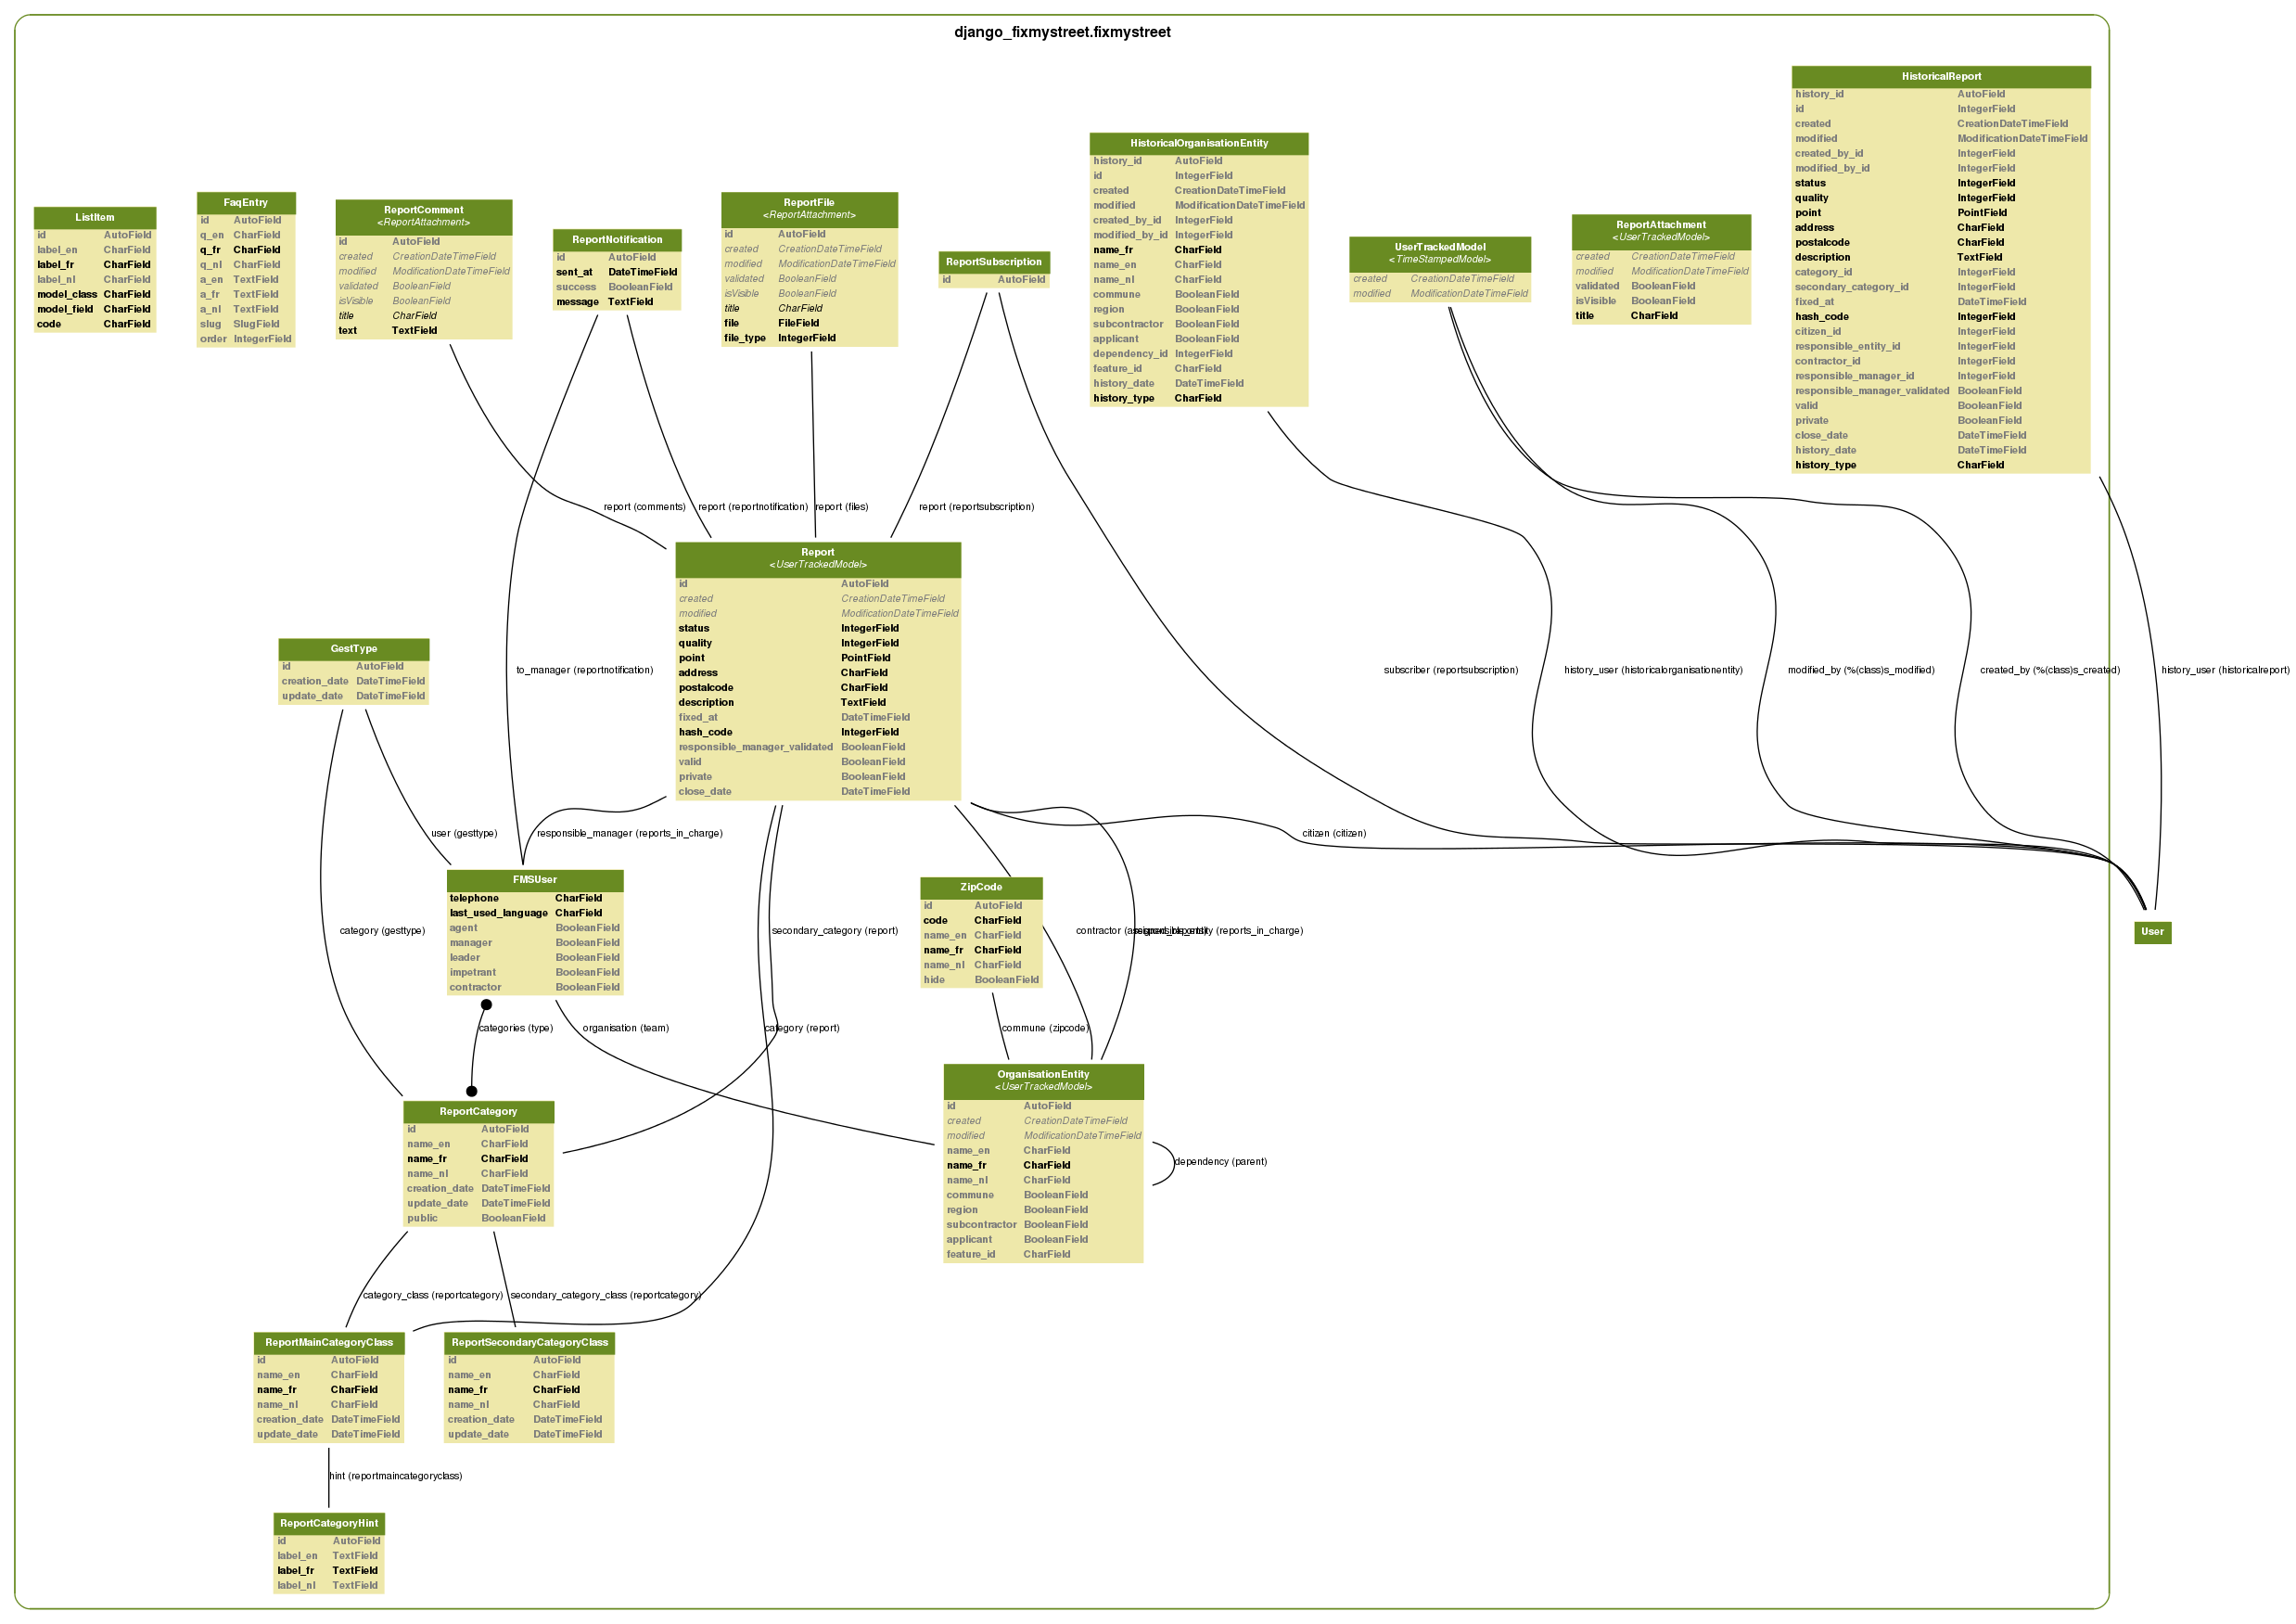 django_fixmystreet.fixmystreet
HistoricalReport
history_id AutoField
id IntegerField
created CreationDateTimeField
modified ModificationDateTimeField
created_by_id IntegerField
modified_by_id IntegerField
status IntegerField
quality IntegerField
point PointField
address CharField
postalcode CharField
description TextField
category_id IntegerField
secondary_category_id IntegerField
fixed_at DateTimeField
hash_code IntegerField
citizen_id IntegerField
responsible_entity_id IntegerField
contractor_id IntegerField
responsible_manager_id IntegerField
responsible_manager_validated BooleanField
valid BooleanField
private BooleanField
close_date DateTimeField
history_date DateTimeField
history_type CharField
HistoricalOrganisationEntity
history_id AutoField
id IntegerField
created CreationDateTimeField
modified ModificationDateTimeField
created_by_id IntegerField
modified_by_id IntegerField
name_fr CharField
name_en CharField
name_nl CharField
commune BooleanField
region BooleanField
subcontractor BooleanField
applicant BooleanField
dependency_id IntegerField
feature_id CharField
history_date DateTimeField
history_type CharField
ListItem
id AutoField
label_en CharField
label_fr CharField
label_nl CharField
model_class CharField
model_field CharField
code CharField
FaqEntry
id AutoField
q_en CharField
q_fr CharField
q_nl CharField
a_en TextField
a_fr TextField
a_nl TextField
slug SlugField
order IntegerField
ReportComment
<ReportAttachment>
id AutoField
created CreationDateTimeField
modified ModificationDateTimeField
validated BooleanField
isVisible BooleanField
title CharField
text TextField
ReportNotification
id AutoField
sent_at DateTimeField
success BooleanField
message TextField
ReportFile
<ReportAttachment>
id AutoField
created CreationDateTimeField
modified ModificationDateTimeField
validated BooleanField
isVisible BooleanField
title CharField
file FileField
file_type IntegerField
ReportSubscription
id AutoField
UserTrackedModel
<TimeStampedModel>
created CreationDateTimeField
modified ModificationDateTimeField
ReportAttachment
<UserTrackedModel>
created CreationDateTimeField
modified ModificationDateTimeField
validated BooleanField
isVisible BooleanField
title CharField
report (comments)
report (reportnotification)
report (files)
report (reportsubscription)
Report
<UserTrackedModel>
id AutoField
created CreationDateTimeField
modified ModificationDateTimeField
status IntegerField
quality IntegerField
point PointField
address CharField
postalcode CharField
description TextField
fixed_at DateTimeField
hash_code IntegerField
responsible_manager_validated BooleanField
valid BooleanField
private BooleanField
close_date DateTimeField
GestType
id AutoField
creation_date DateTimeField
update_date DateTimeField
to_manager (reportnotification)
subscriber (reportsubscription)
history_user (historicalorganisationentity)
modified_by (%(class)s_modified)
created_by (%(class)s_created)
history_user (historicalreport)
user (gesttype)
responsible_manager (reports_in_charge)
citizen (citizen)
FMSUser
telephone CharField
last_used_language CharField
agent BooleanField
manager BooleanField
leader BooleanField
impetrant BooleanField
contractor BooleanField
ZipCode
id AutoField
code CharField
name_en CharField
name_fr CharField
name_nl CharField
hide BooleanField
category (gesttype)
secondary_category (report)
contractor (assigned_reports)
responsible_entity (reports_in_charge)
User
categories (type)
organisation (team)
category (report)
commune (zipcode)
OrganisationEntity
<UserTrackedModel>
id AutoField
created CreationDateTimeField
modified ModificationDateTimeField
name_en CharField
name_fr CharField
name_nl CharField
commune BooleanField
region BooleanField
subcontractor BooleanField
applicant BooleanField
feature_id CharField
dependency (parent)
ReportCategory
id AutoField
name_en CharField
name_fr CharField
name_nl CharField
creation_date DateTimeField
update_date DateTimeField
public BooleanField
category_class (reportcategory)
secondary_category_class (reportcategory)
ReportMainCategoryClass
id AutoField
name_en CharField
name_fr CharField
name_nl CharField
creation_date DateTimeField
update_date DateTimeField
ReportSecondaryCategoryClass
id AutoField
name_en CharField
name_fr CharField
name_nl CharField
creation_date DateTimeField
update_date DateTimeField
hint (reportmaincategoryclass)
ReportCategoryHint
id AutoField
label_en TextField
label_fr TextField
label_nl TextField